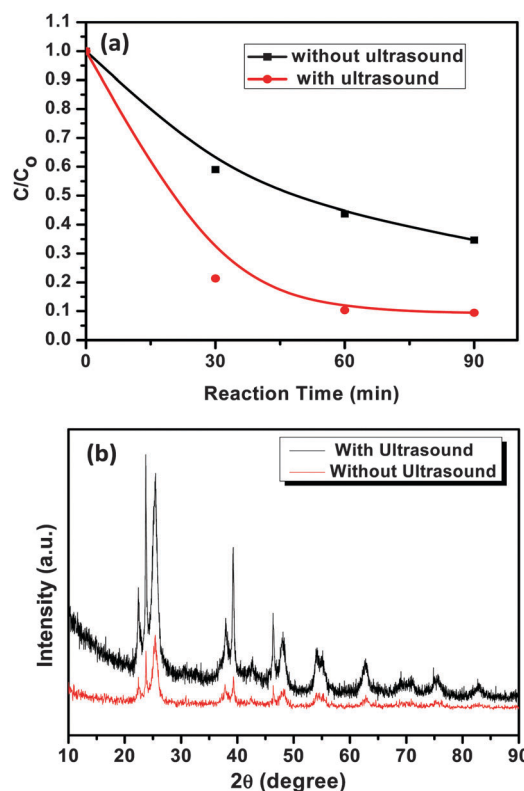 (a)
without ultrasound
with ultrasound
1.1
1.0
0.9
0.8
0.7
0.6
0.5
0.4
0.3
0.2
0.1
0.0
C/Co
0 30 60 90
Reaction Time (min)
(b)
With Ultrasound
Without Ultrasound
Intensity (a.u.)
10 20 30 40 50 60 70 80 90
2θ (degree)